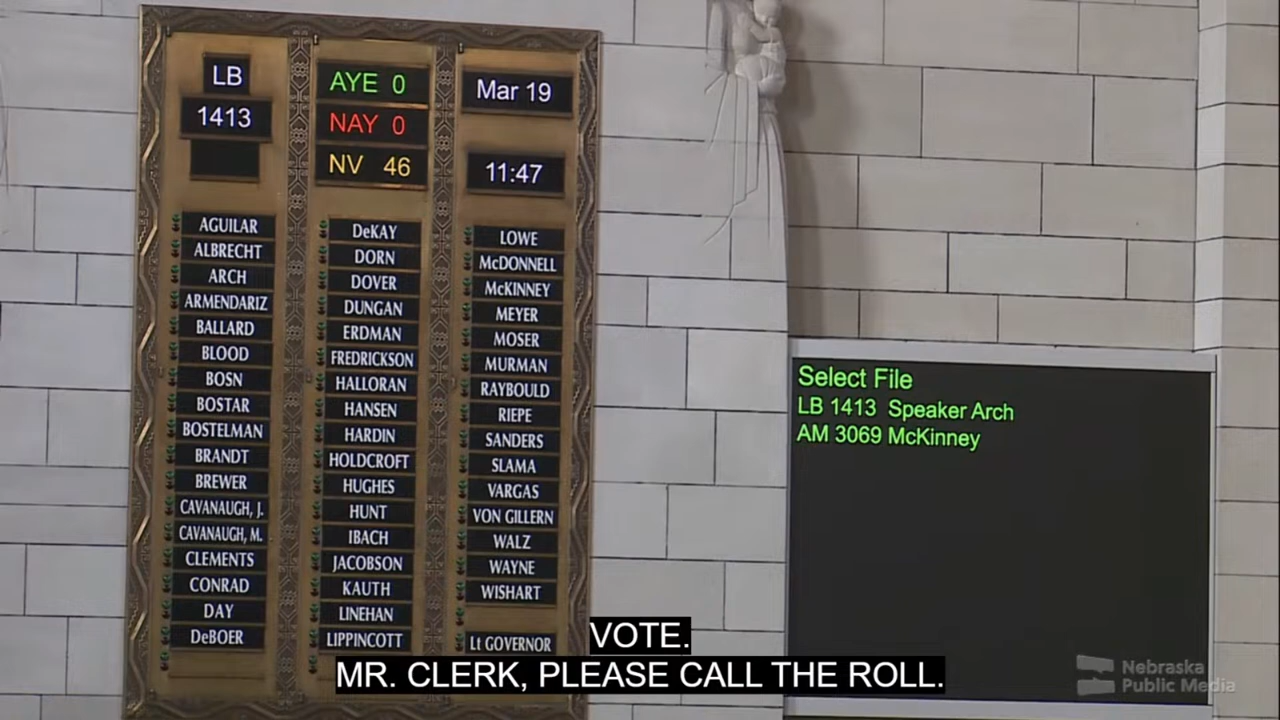 LB
1413
AYE 0
NAY 0
NV 46
Mar 19
11:47
AGUILAR
ALBRECHT
ARCH
ARMENDARIZ
BALLARD
BLOOD
BOSN
BOSTAR
BOSTELMAN
BRANDT
BREWER
CAVANAUGH, J.
CAVANAUGH, M.
CLEMENTS
CONRAD
DAY
DeBOER
DeKAY
DORN
DOVER
DUNGAN
ERDMAN
FREDRICKSON
HALLORAN
HANSEN
HARDIN
HOLDCROFT
HUGHES
HUNT
IBACH
JACOBSON
KAUTH
LINEHAN
LIPPINCOTT
LOWE
McDONNELL
McKINNEY
MEYER
MOSER
MURMAN
RAYBOULD
RIEPE
SANDERS
SLAMA
VARGAS
VON GILLERN
WALZ
WAYNE
WISHART
Lt GOVERNOR
Select File
LB 1413 Speaker Arch
AM 3069 McKinney
VOTE.
MR. CLERK, PLEASE CALL THE ROLL.
Nebraska
Public Media